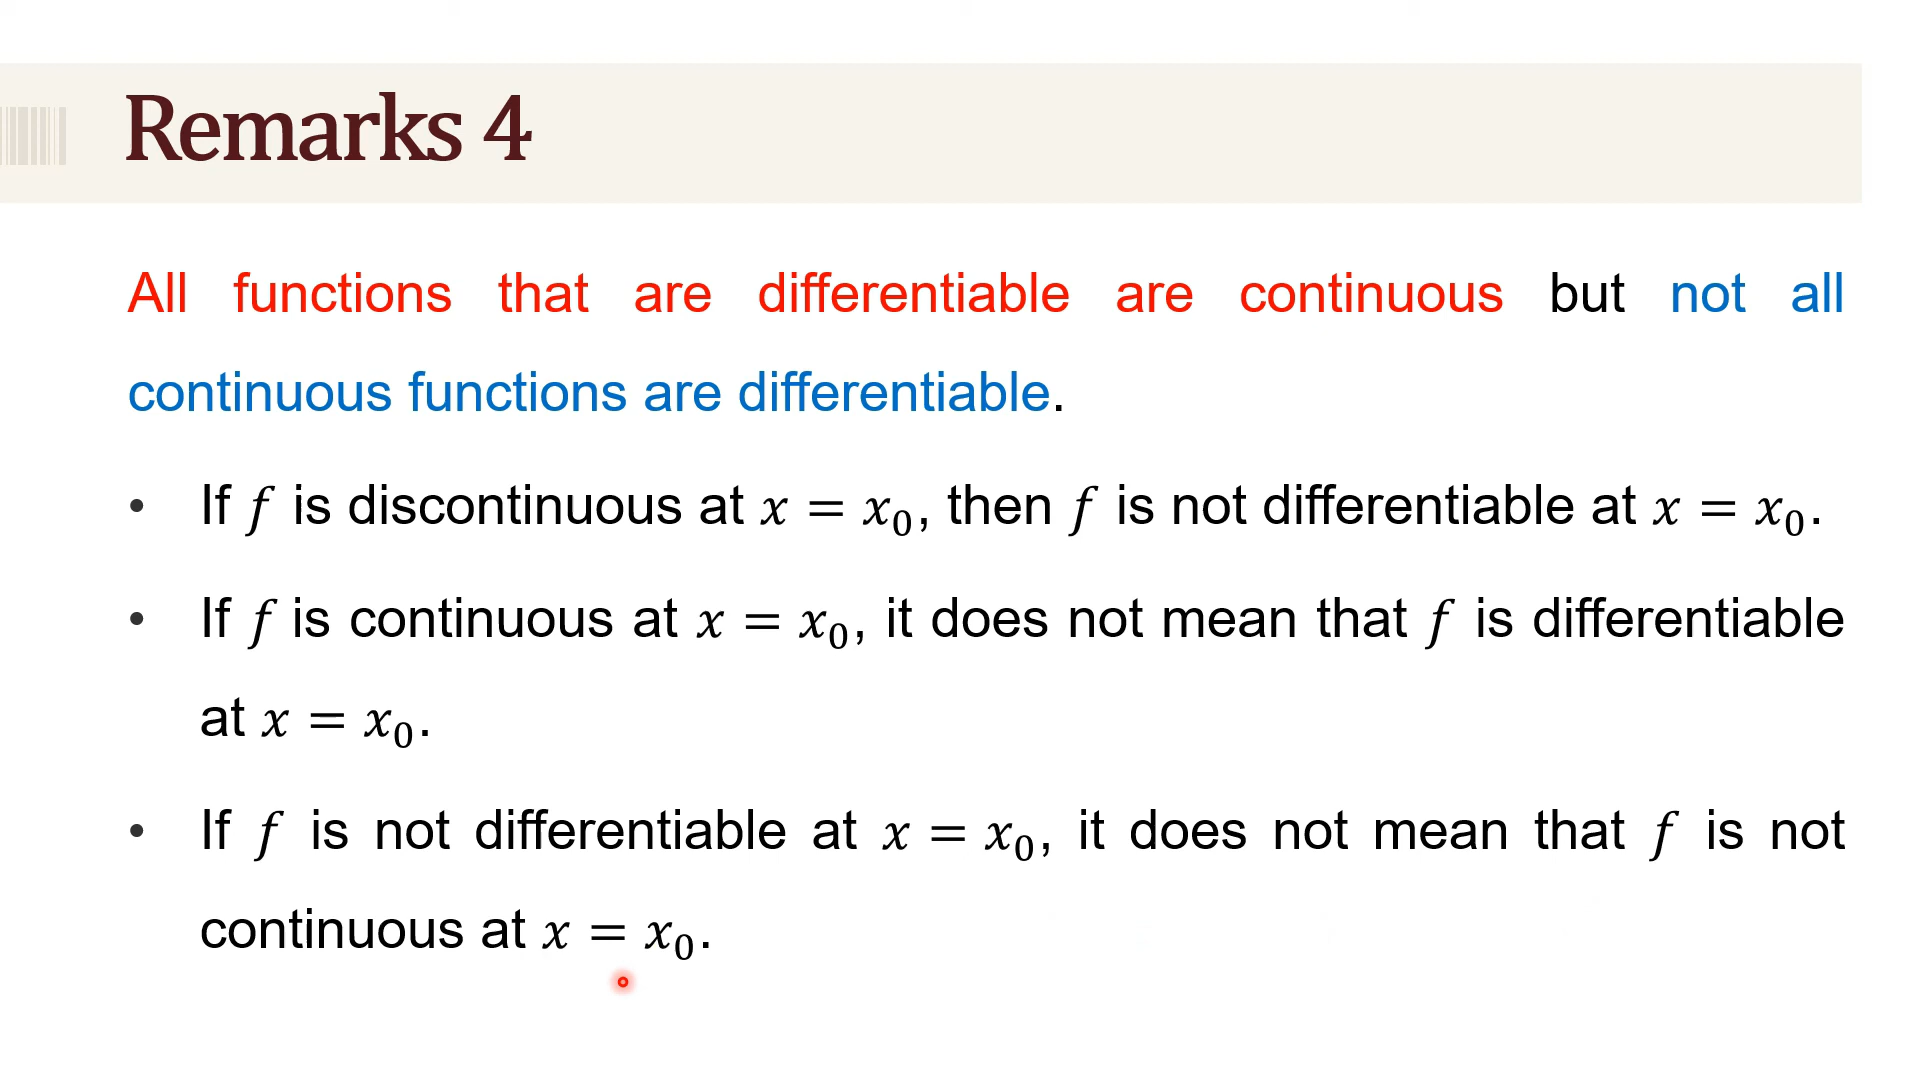 Remarks 4
All functions that are differentiable are continuous but not all
continuous functions are differentiable.
• If 𝑓 is discontinuous at 𝑥 = 𝑥₀, then 𝑓 is not differentiable at 𝑥 = 𝑥₀.
• If 𝑓 is continuous at 𝑥 = 𝑥₀, it does not mean that 𝑓 is differentiable
at 𝑥 = 𝑥₀.
• If 𝑓 is not differentiable at 𝑥 = 𝑥₀, it does not mean that 𝑓 is not
continuous at 𝑥 = 𝑥₀.